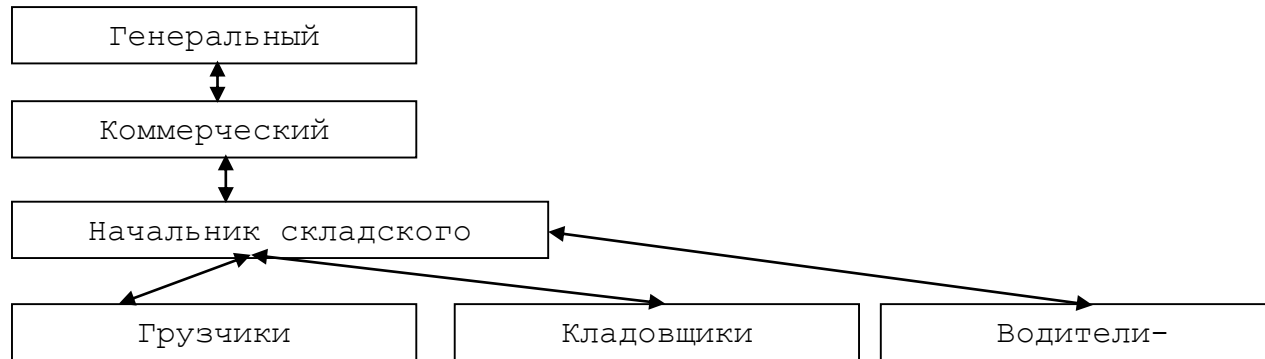 Генеральный
Коммерческий
Начальник складского
Грузчики
Кладовщики
Водители-